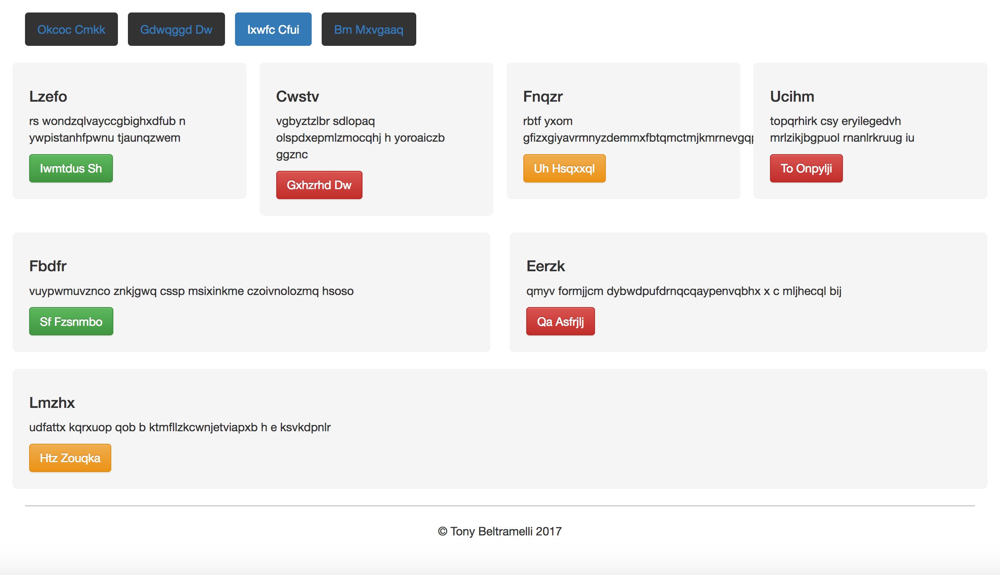 Okcoc Cmkk
Gdwqggd Dw
Ixwfc Cfui
Bm Mxvgaaq
Lzefo
rs wondzqlvayccgbighxdfub n
ywpistanhfpwnu tjaunqzwem
Iwmtdus Sh
Cwstv
vgbyztzlbr sdlopaq
olspdxepmlzmocqhj h yoroaiczb
ggznc
Gxhzrhd Dw
Fnqzr
rbtf yxom
Uh Hsqxxql
Ucihm
topqrhirk csy eryilegedvh
mrlzikjbgpuol rnanlrkruug iu
To Onpylji
Fbdfr
vuypwmuvznco znkjgwq cssp msixinkme czoivnolozmq hsoso
Sf Fzsnmbo
Eerzk
qmyv formjjcm dybwdpufdrnqcqaypenvqbhx x c mljhecql bij
Qa Asfrjlj
Lmzhx
udfattx kqrxuop qob b ktmfllzkcwnjetviapxb h e ksvkdpnlr
Htz Zouqka
© Tony Beltramelli 2017